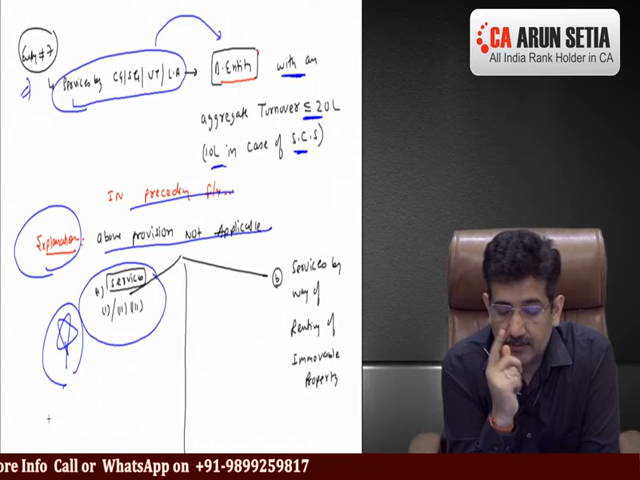 Entry # 7
Services by CG/SG/ UT/ L.A → B. Entity with an
aggregate Turnover ≤ 20L
(10L in case of S.C.S)
IN preceding f/y..
Explanation: above provision NOT Applicable
Services
(i)/(ii)/(iii)
(b) Services by
way of
Renting of
Immovable
Property
CA ARUN SETIA
All India Rank Holder in CA
ore Info Call or WhatsApp on +91-9899259817